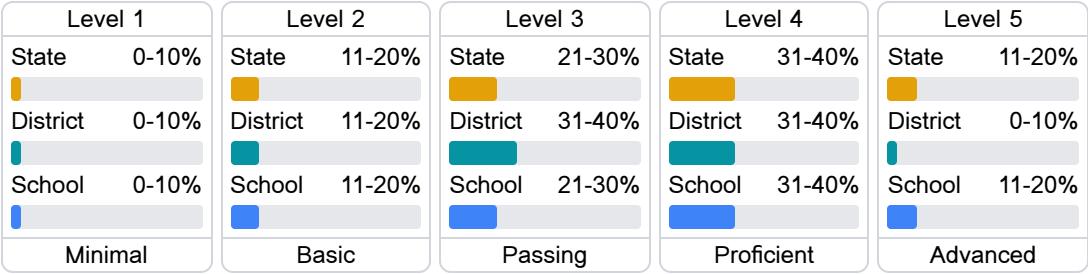 Level 1
State 0-10%
District 0-10%
School 0-10%
Minimal
Level 2
State 11-20%
District 11-20%
School 11-20%
Basic
Level 3
State 21-30%
District 31-40%
School 21-30%
Passing
Level 4
State 31-40%
District 31-40%
School 31-40%
Proficient
Level 5
State 11-20%
District 0-10%
School 11-20%
Advanced